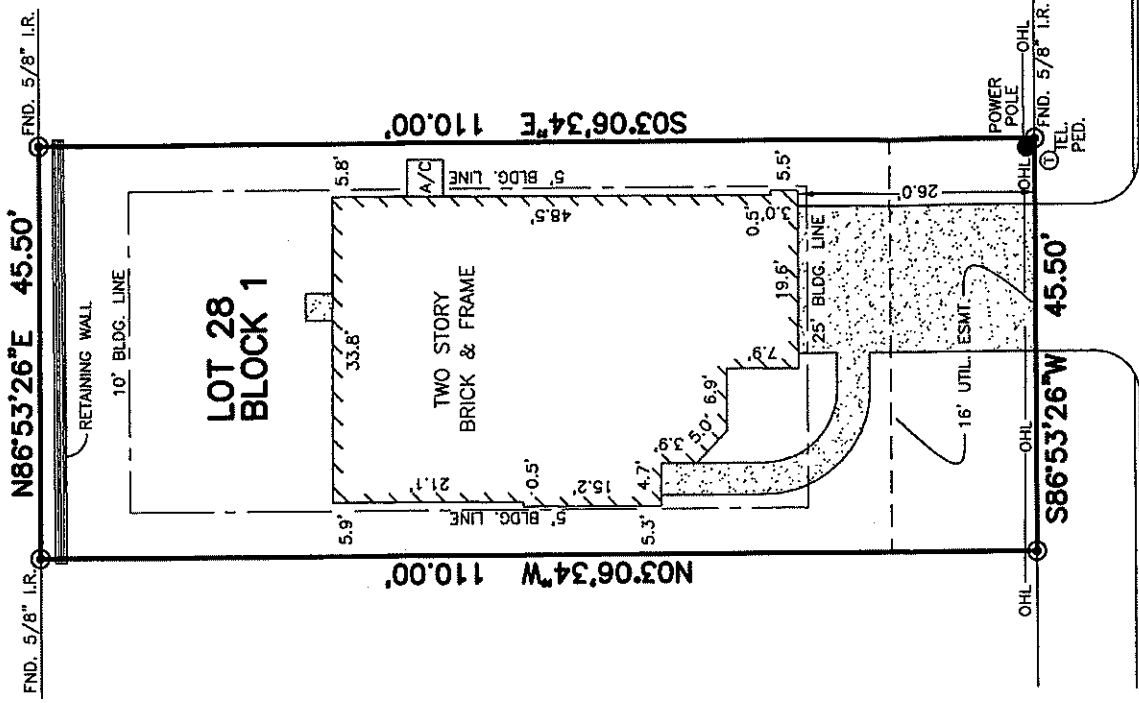 FND. 5/8" I.R.
N86°53'26"E 45.50'
FND. 5/8" I.R.
RETAINING WALL
10' BLDG. LINE
LOT 28
BLOCK 1
5.9'
33.8'
5.8'
A/C
5' BLDG. LINE
S03°06'34"E 110.00'
TWO STORY
BRICK & FRAME
48.5'
21.1'
0.5'
15.2'
5' BLDG. LINE
N03°06'34"W 110.00'
5.3'
4.7'
3.9'
5.0'
6.9'
7.9'
19.6'
0.5'
3.0'
5.5'
25' BLDG. LINE
26.0'
16' UTIL. ESMT.
POWER
POLE
T
TEL.
PED.
OHL
OHL
OHL
OHL
S86°53'26"W 45.50'
FND. 5/8" I.R.